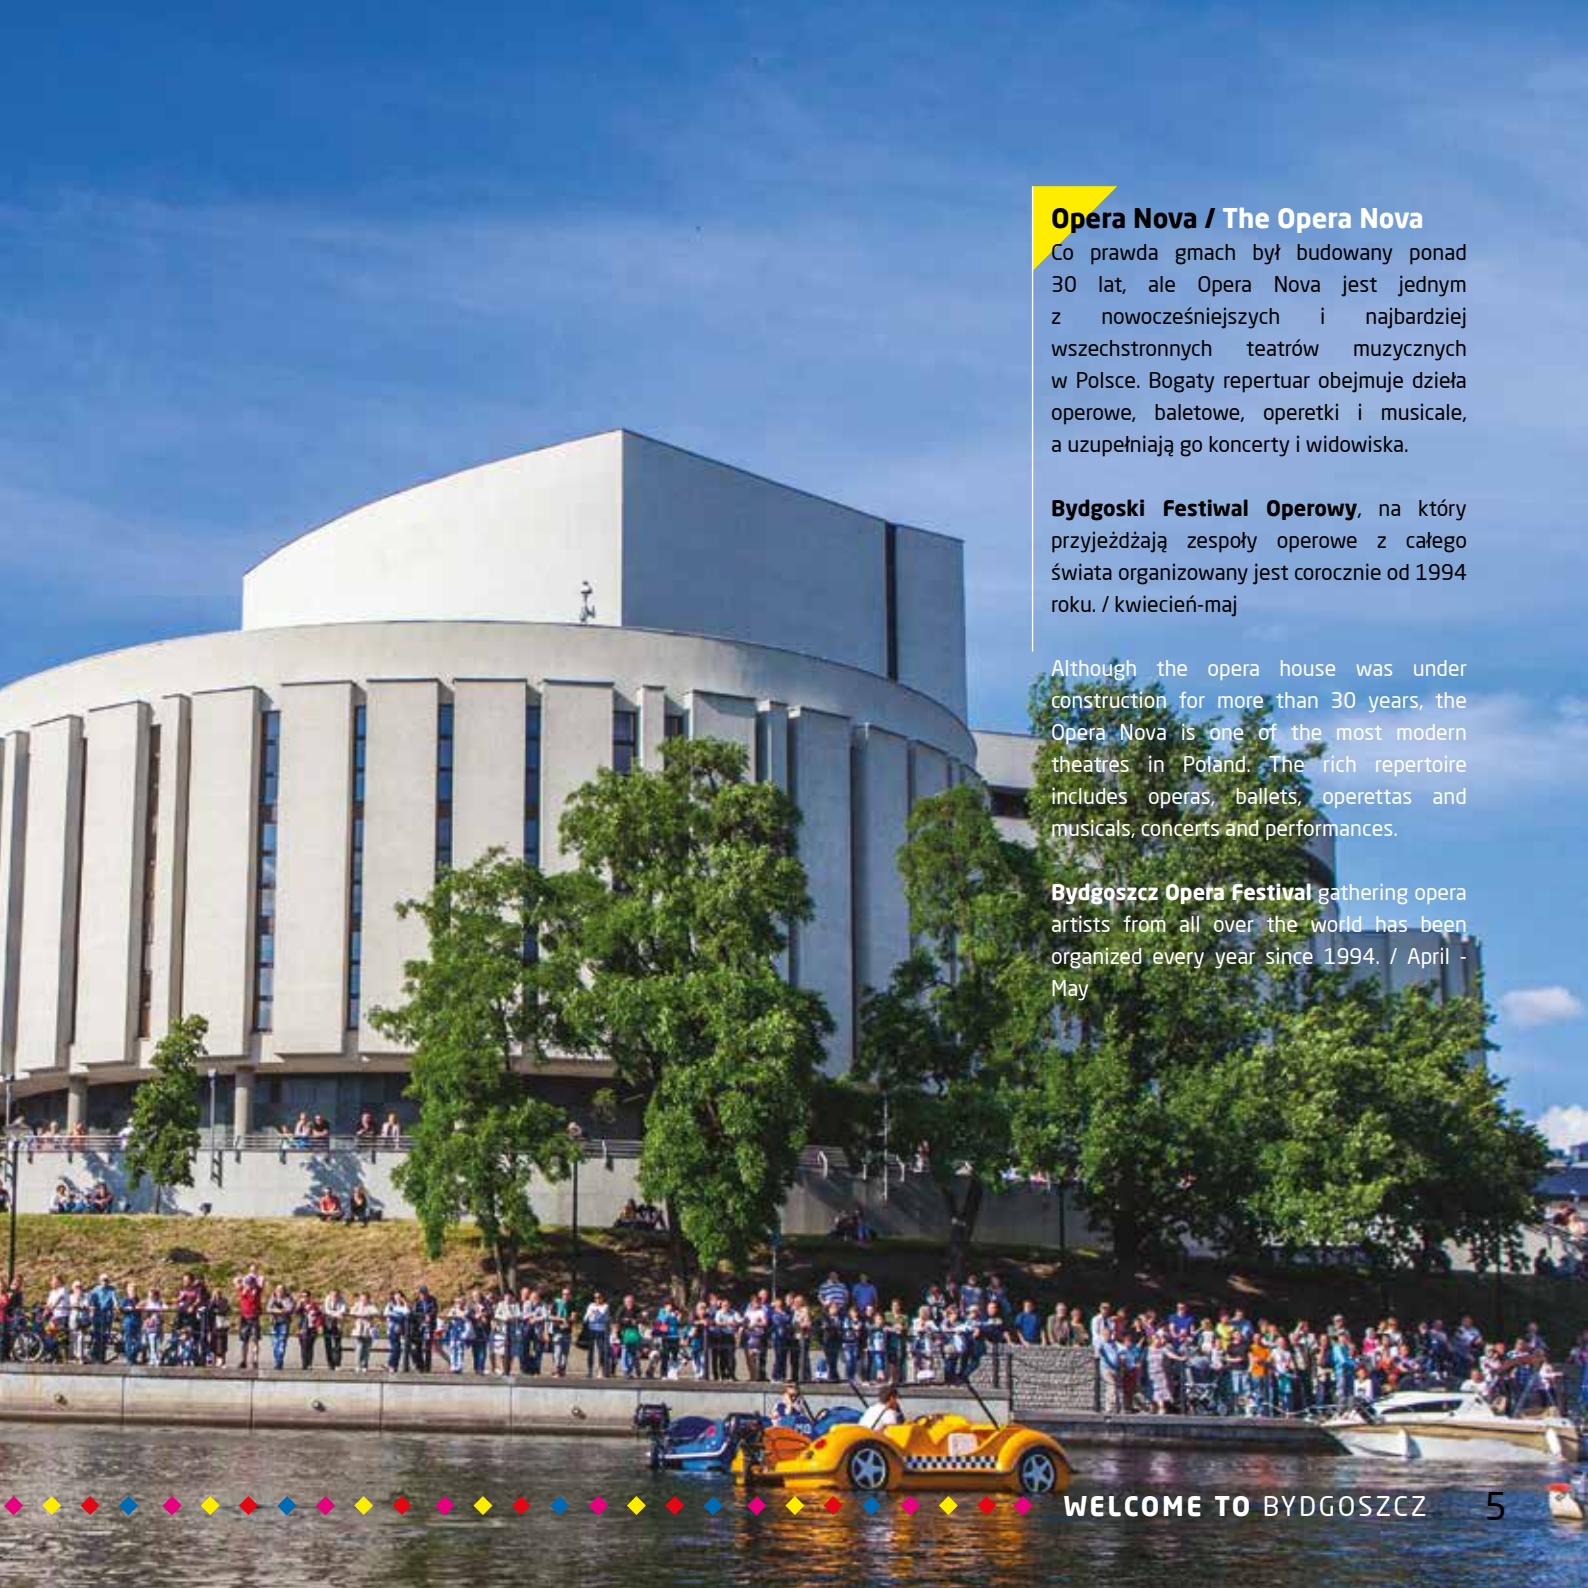 Opera Nova / The Opera Nova
Co prawda gmach był budowany ponad
30 lat, ale Opera Nova jest jednym
z nowocześniejszych i najbardziej
wszechstronnych teatrów muzycznych
w Polsce. Bogaty repertuar obejmuje dzieła
operowe, baletowe, operetki i musicale,
a uzupełniają go koncerty i widowiska.
Bydgoski Festiwal Operowy, na który
przyjeżdżają zespoły operowe z całego
świata organizowany jest corocznie od 1994
roku. / kwiecień-maj
Although the opera house was under
construction for more than 30 years, the
Opera Nova is one of the most modern
theatres in Poland. The rich repertoire
includes operas, ballets, operettas and
musicals, concerts and performances.
Bydgoszcz Opera Festival gathering opera
artists from all over the world has been
organized every year since 1994. / April -
May
WELCOME TO BYDGOSZCZ 5